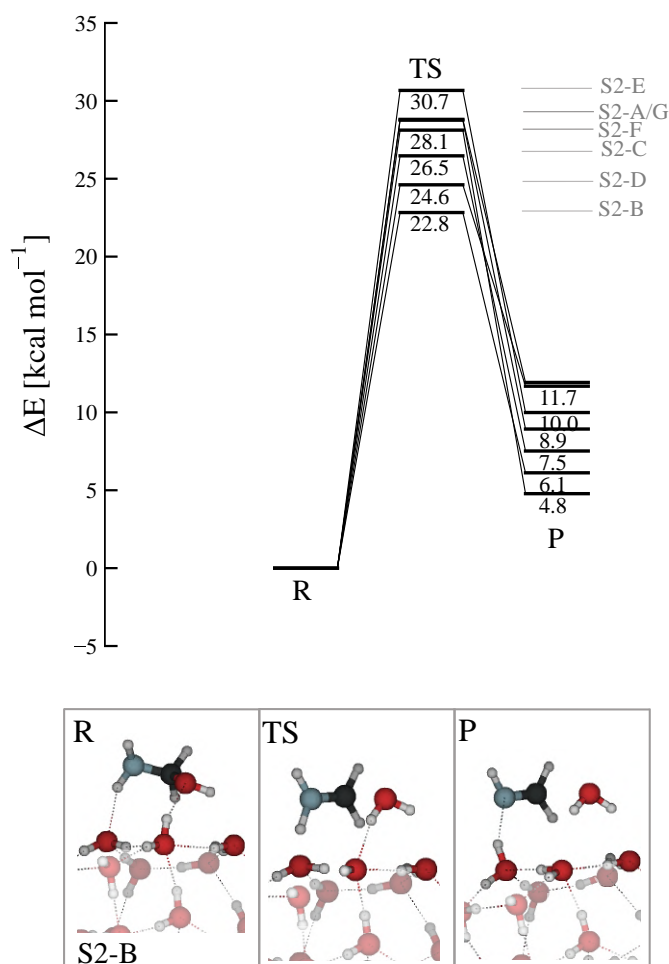 35
TS
30
30.7
S2-E
S2-A/G
S2-F
28.1
S2-C
26.5
25
24.6
S2-D
22.8
S2-B
20
ΔE [kcal mol⁻¹]
15
11.7
10
10.0
8.9
7.5
5
6.1
4.8
P
0
R
−5
R
TS
P
S2-B